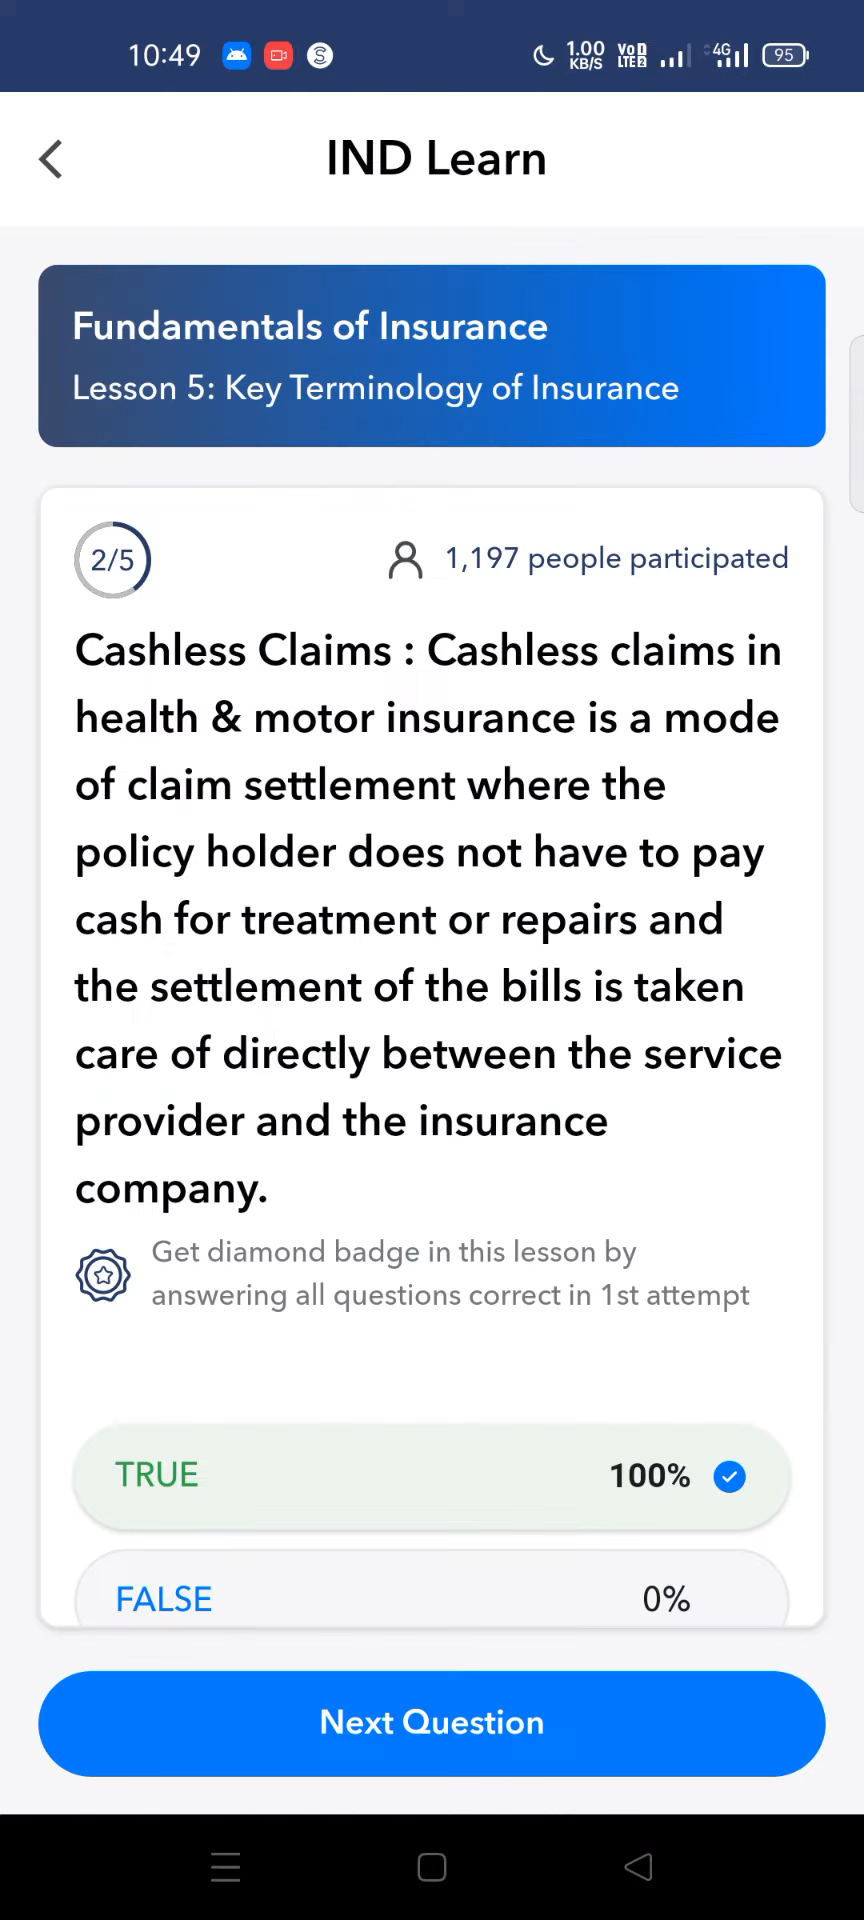 10:49
1.00 KB/S
VoD LTE2
4G
95
IND Learn
Fundamentals of Insurance
Lesson 5: Key Terminology of Insurance
2/5
1,197 people participated
Cashless Claims : Cashless claims in
health & motor insurance is a mode
of claim settlement where the
policy holder does not have to pay
cash for treatment or repairs and
the settlement of the bills is taken
care of directly between the service
provider and the insurance
company.
Get diamond badge in this lesson by
answering all questions correct in 1st attempt
TRUE 100%
FALSE 0%
Next Question